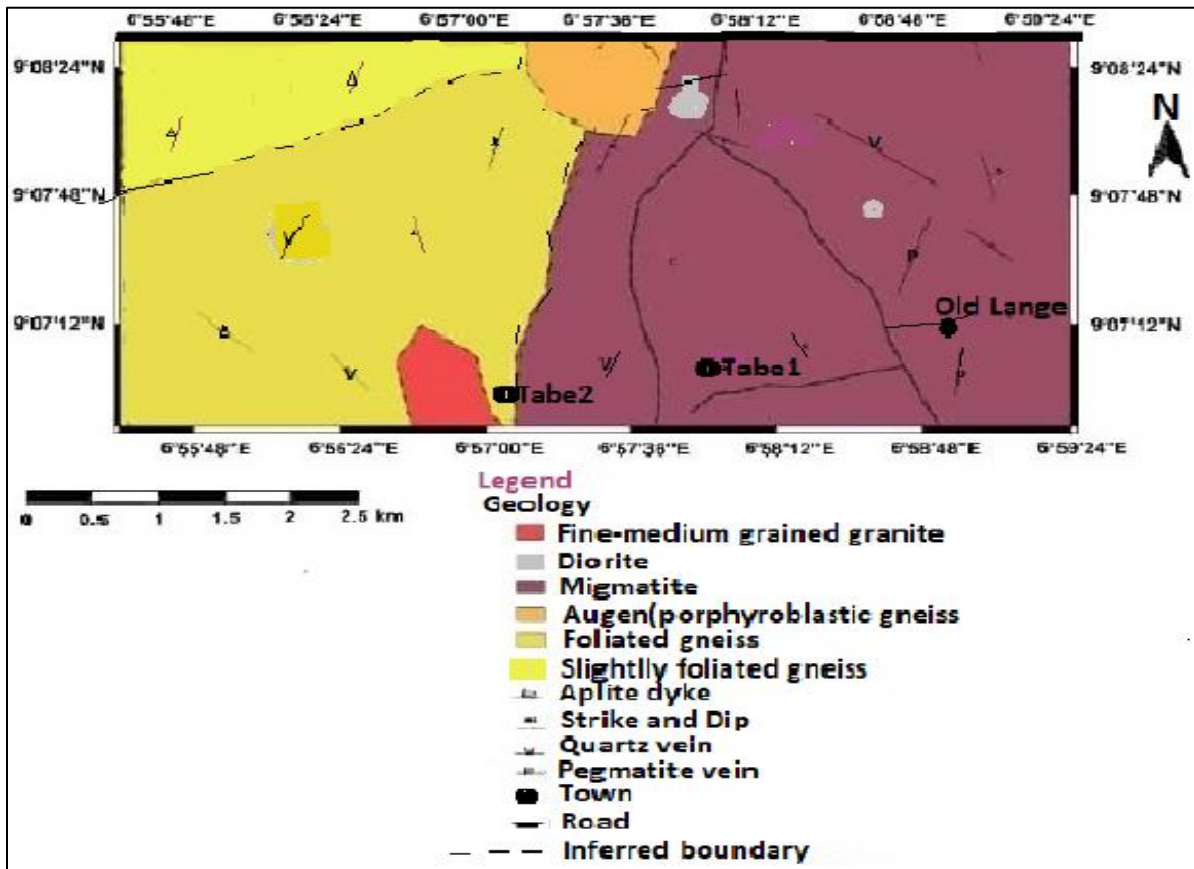 6°55'48"E 6°56'24"E 6°57'00"E 6°57'36"E 6°58'12"E 6°58'48"E 6°59'24"E
9°08'24"N 9°08'24"N
N
9°07'48"N 9°07'48"N
9°07'12"N 9°07'12"N
Old Lange
Tabe1
Tabe2
V
V
V
V
P
P
6°55'48"E 6°56'24"E 6°57'00"E 6°57'36"E 6°58'12"E 6°58'48"E 6°59'24"E
0 0.5 1 1.5 2 2.5 km
Legend
Geology
Fine-medium grained granite
Diorite
Migmatite
Augen(porphyroblastic gneiss
Foliated gneiss
Slightlly foliated gneiss
Aplite dyke
Strike and Dip
Quartz vein
Pegmatite vein
Town
Road
Inferred boundary